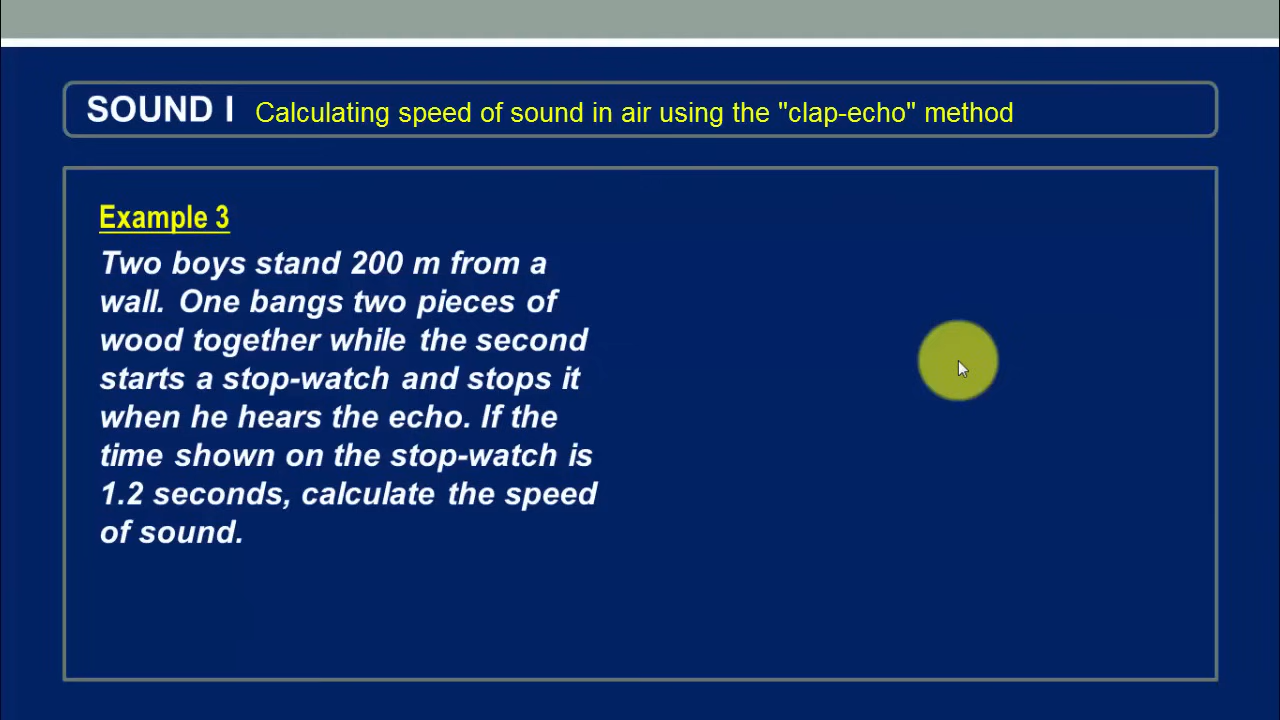 SOUND I Calculating speed of sound in air using the "clap-echo" method
Example 3
Two boys stand 200 m from a
wall. One bangs two pieces of
wood together while the second
starts a stop-watch and stops it
when he hears the echo. If the
time shown on the stop-watch is
1.2 seconds, calculate the speed
of sound.